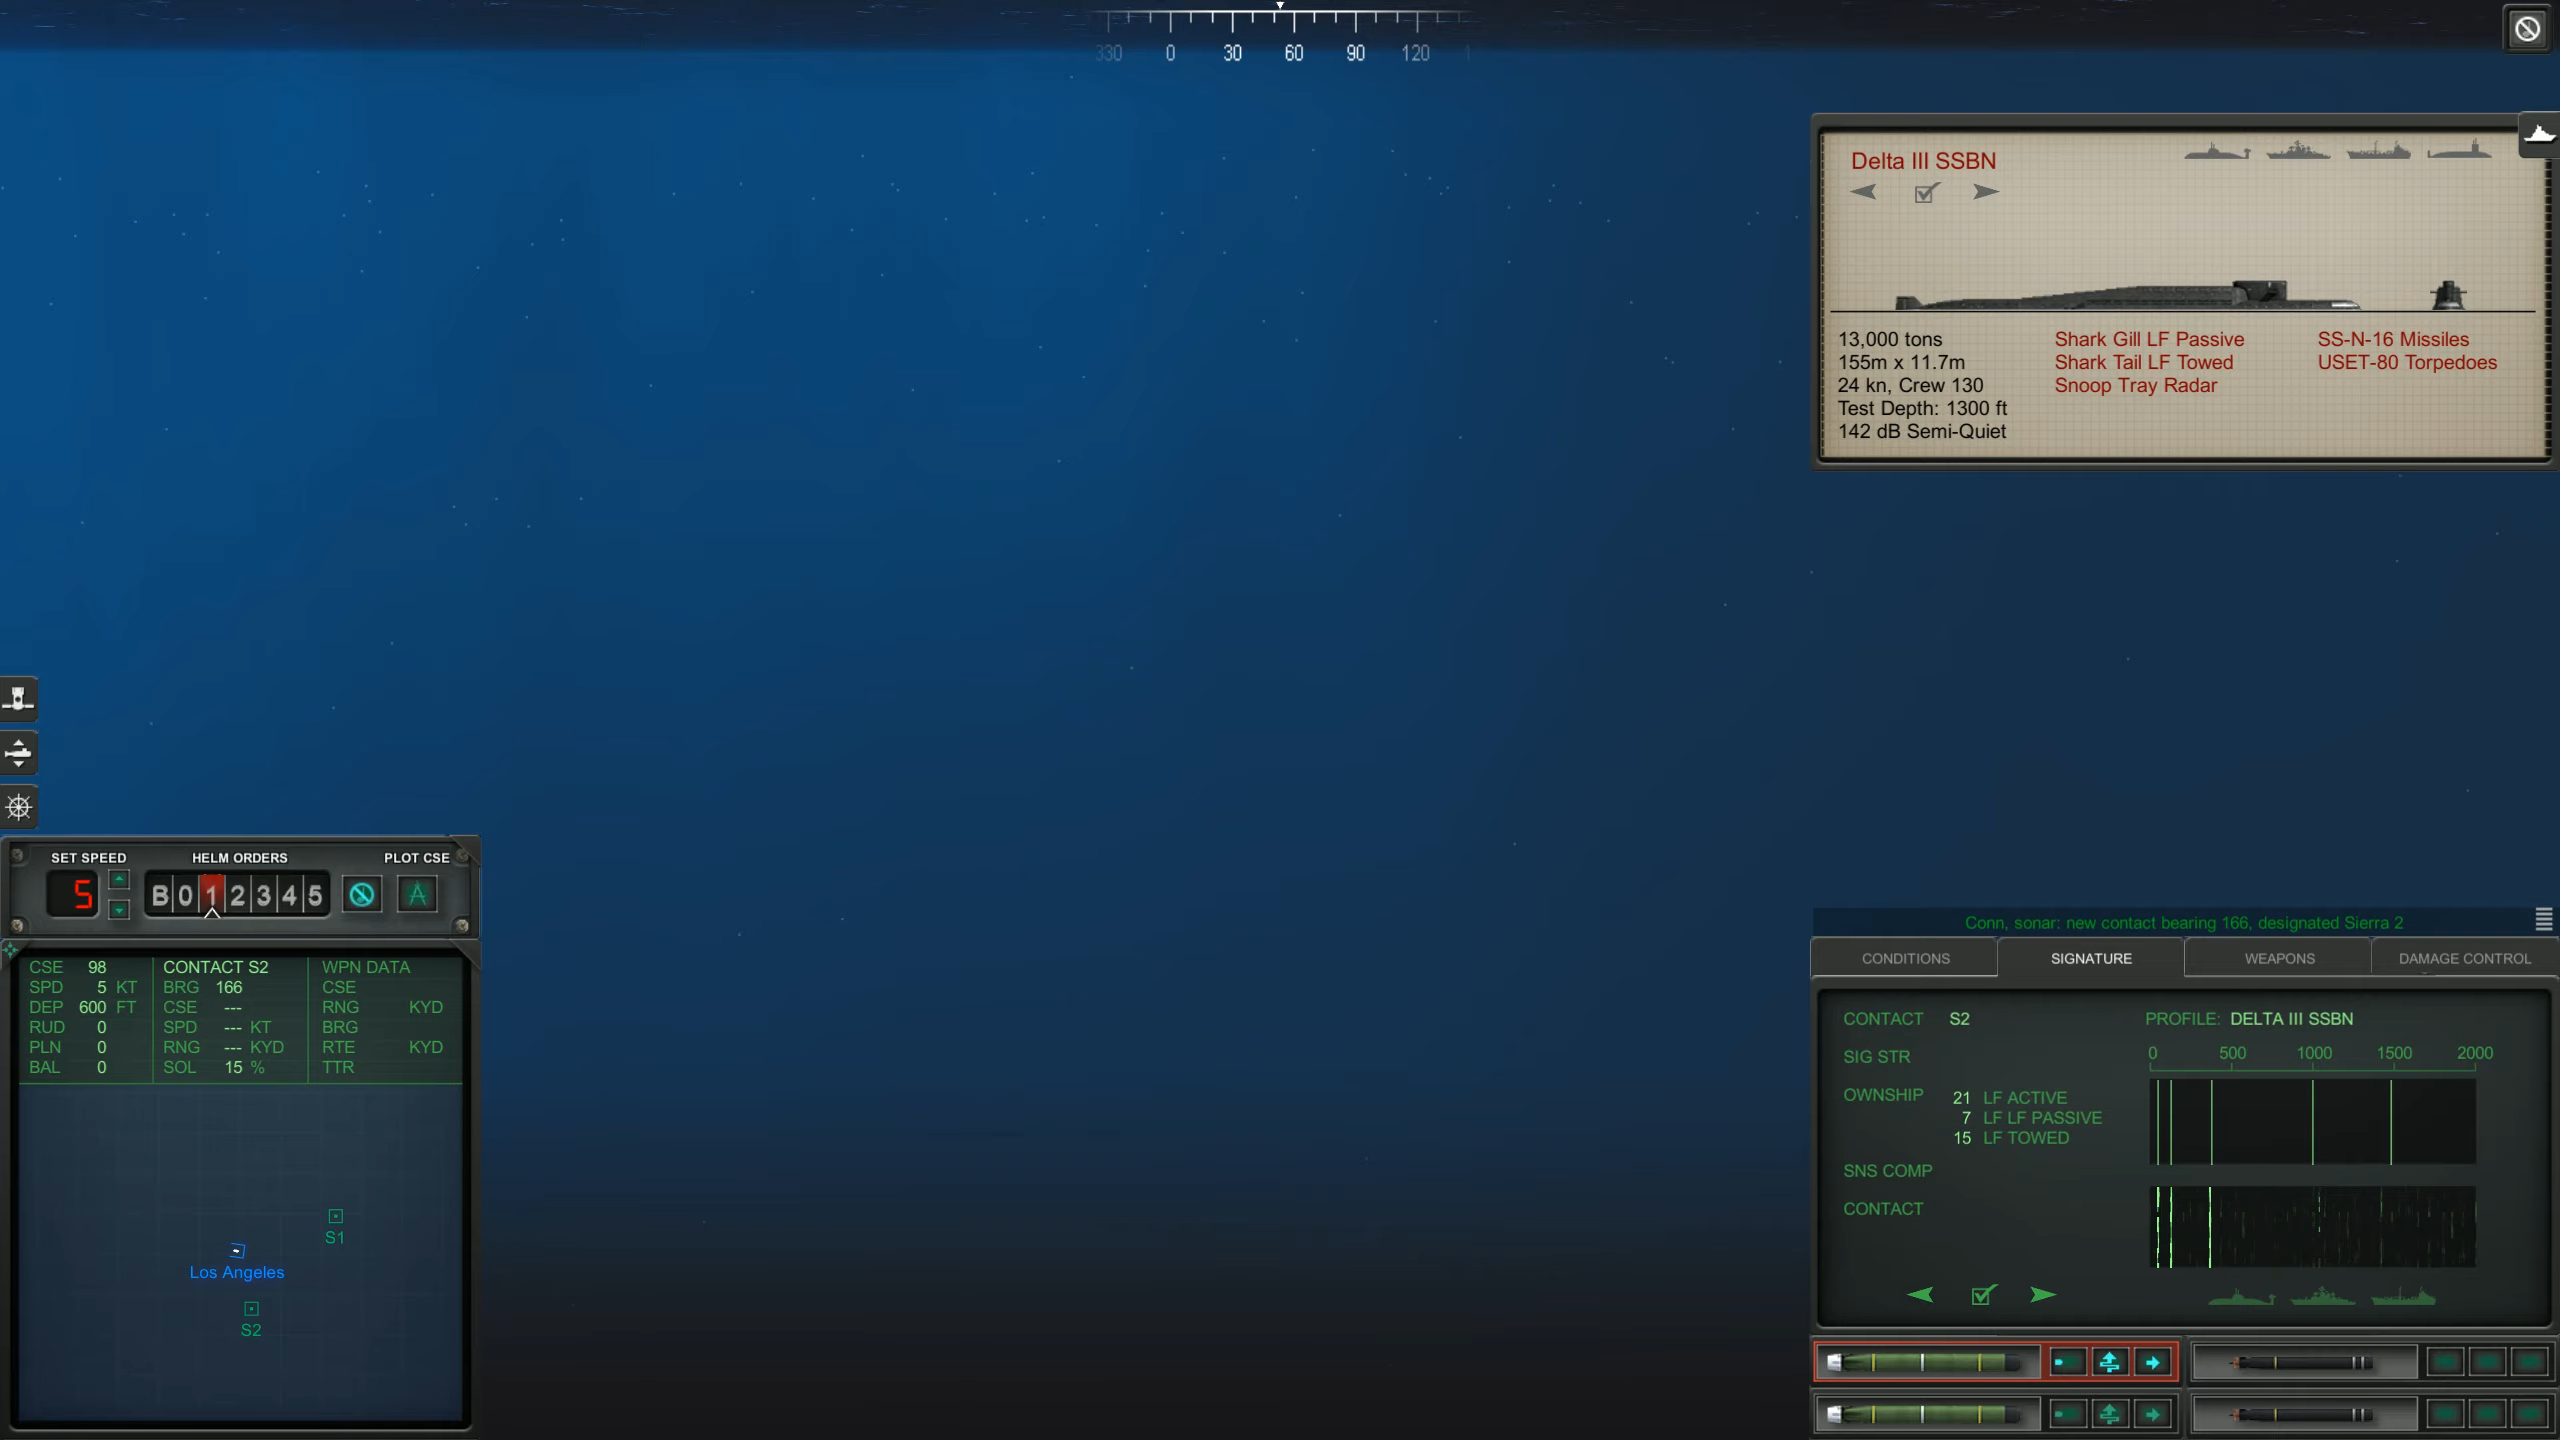 330 0 30 60 90 120
Delta III SSBN
13,000 tons
155m x 11.7m
24 kn, Crew 130
Test Depth: 1300 ft
142 dB Semi-Quiet
Shark Gill LF Passive
Shark Tail LF Towed
Snoop Tray Radar
SS-N-16 Missiles
USET-80 Torpedoes
SET SPEED HELM ORDERS PLOT CSE
5 B 0 1 2 3 4 5
CSE 98
SPD 5 KT
DEP 600 FT
RUD 0
PLN 0
BAL 0
CONTACT S2
BRG 166
CSE ---
SPD --- KT
RNG --- KYD
SOL 15 %
WPN DATA
CSE
RNG KYD
BRG
RTE KYD
TTR
S1
Los Angeles
S2
Conn, sonar: new contact bearing 166, designated Sierra 2
CONDITIONS SIGNATURE WEAPONS DAMAGE CONTROL
CONTACT S2
SIG STR
OWNSHIP 21 LF ACTIVE
7 LF LF PASSIVE
15 LF TOWED
SNS COMP
CONTACT
PROFILE: DELTA III SSBN
0 500 1000 1500 2000